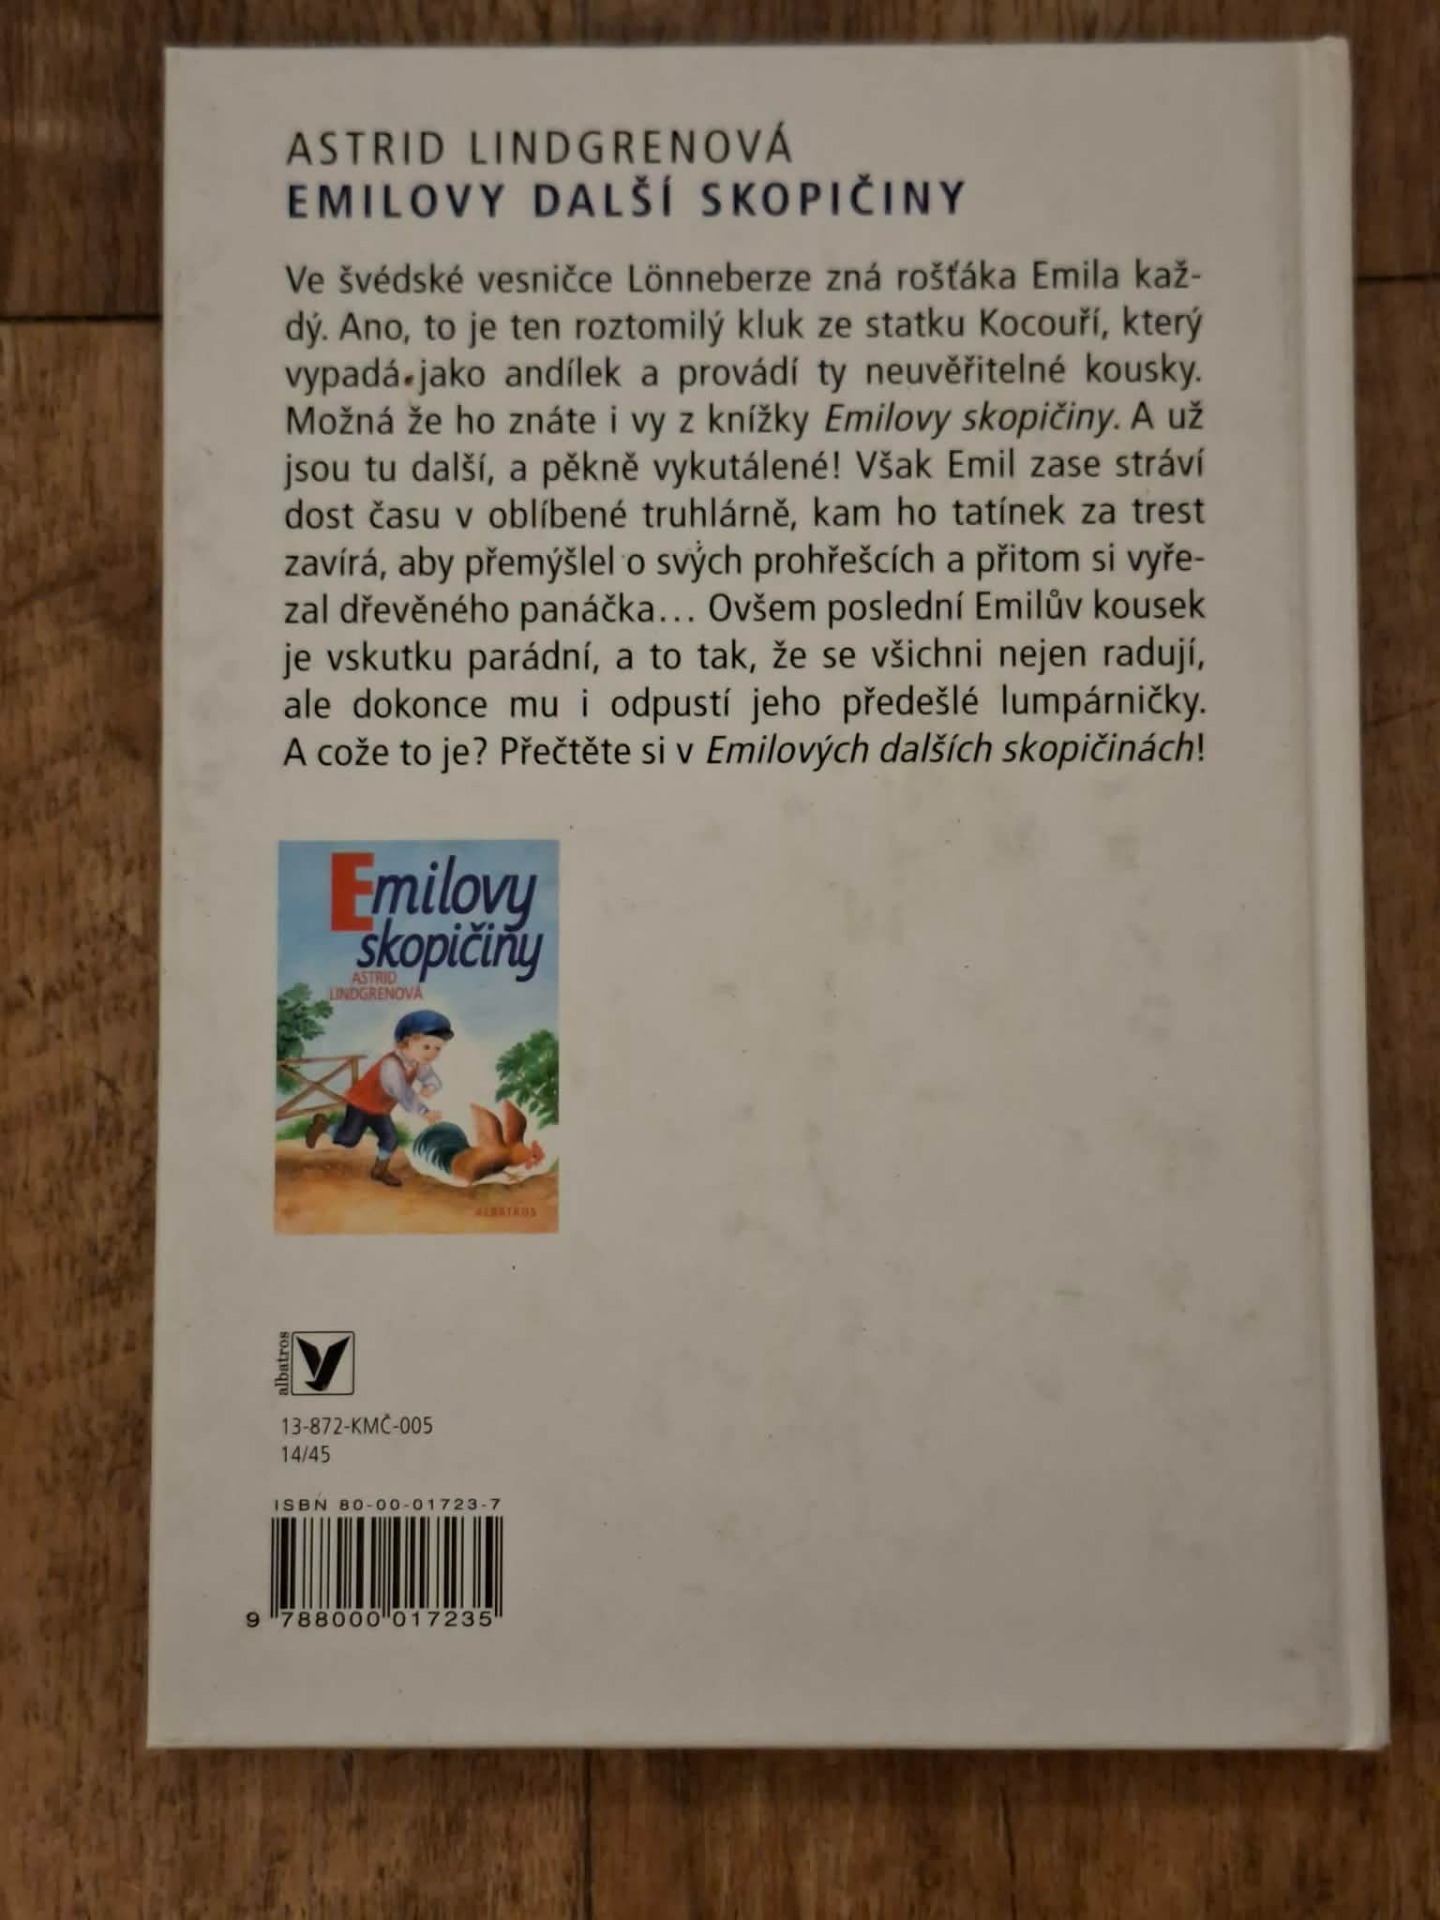 ASTRID LINDGRENOVÁ
EMILOVY DALŠÍ SKOPIČINY
Ve švédské vesničce Lönneberze zná rošťáka Emila kaž-
dý. Ano, to je ten roztomilý kluk ze statku Kocouří, který
vypadá jako andílek a provádí ty neuvěřitelné kousky.
Možná že ho znáte i vy z knížky Emilovy skopičiny. A už
jsou tu další, a pěkně vykutálené! Však Emil zase stráví
dost času v oblíbené truhlárně, kam ho tatínek za trest
zavírá, aby přemýšlel o svých prohřešcích a přitom si vyře-
zal dřevěného panáčka... Ovšem poslední Emilův kousek
je vskutku parádní, a to tak, že se všichni nejen radují,
ale dokonce mu i odpustí jeho předešlé lumpárničky.
A cože to je? Přečtěte si v Emilových dalších skopičinách!
Emilovy
skopičiny
ASTRID
LINDGRENOVÁ
ALBATROS
albatros
13-872-KMČ-005
14/45
ISBN 80-00-01723-7
9 788000 017235